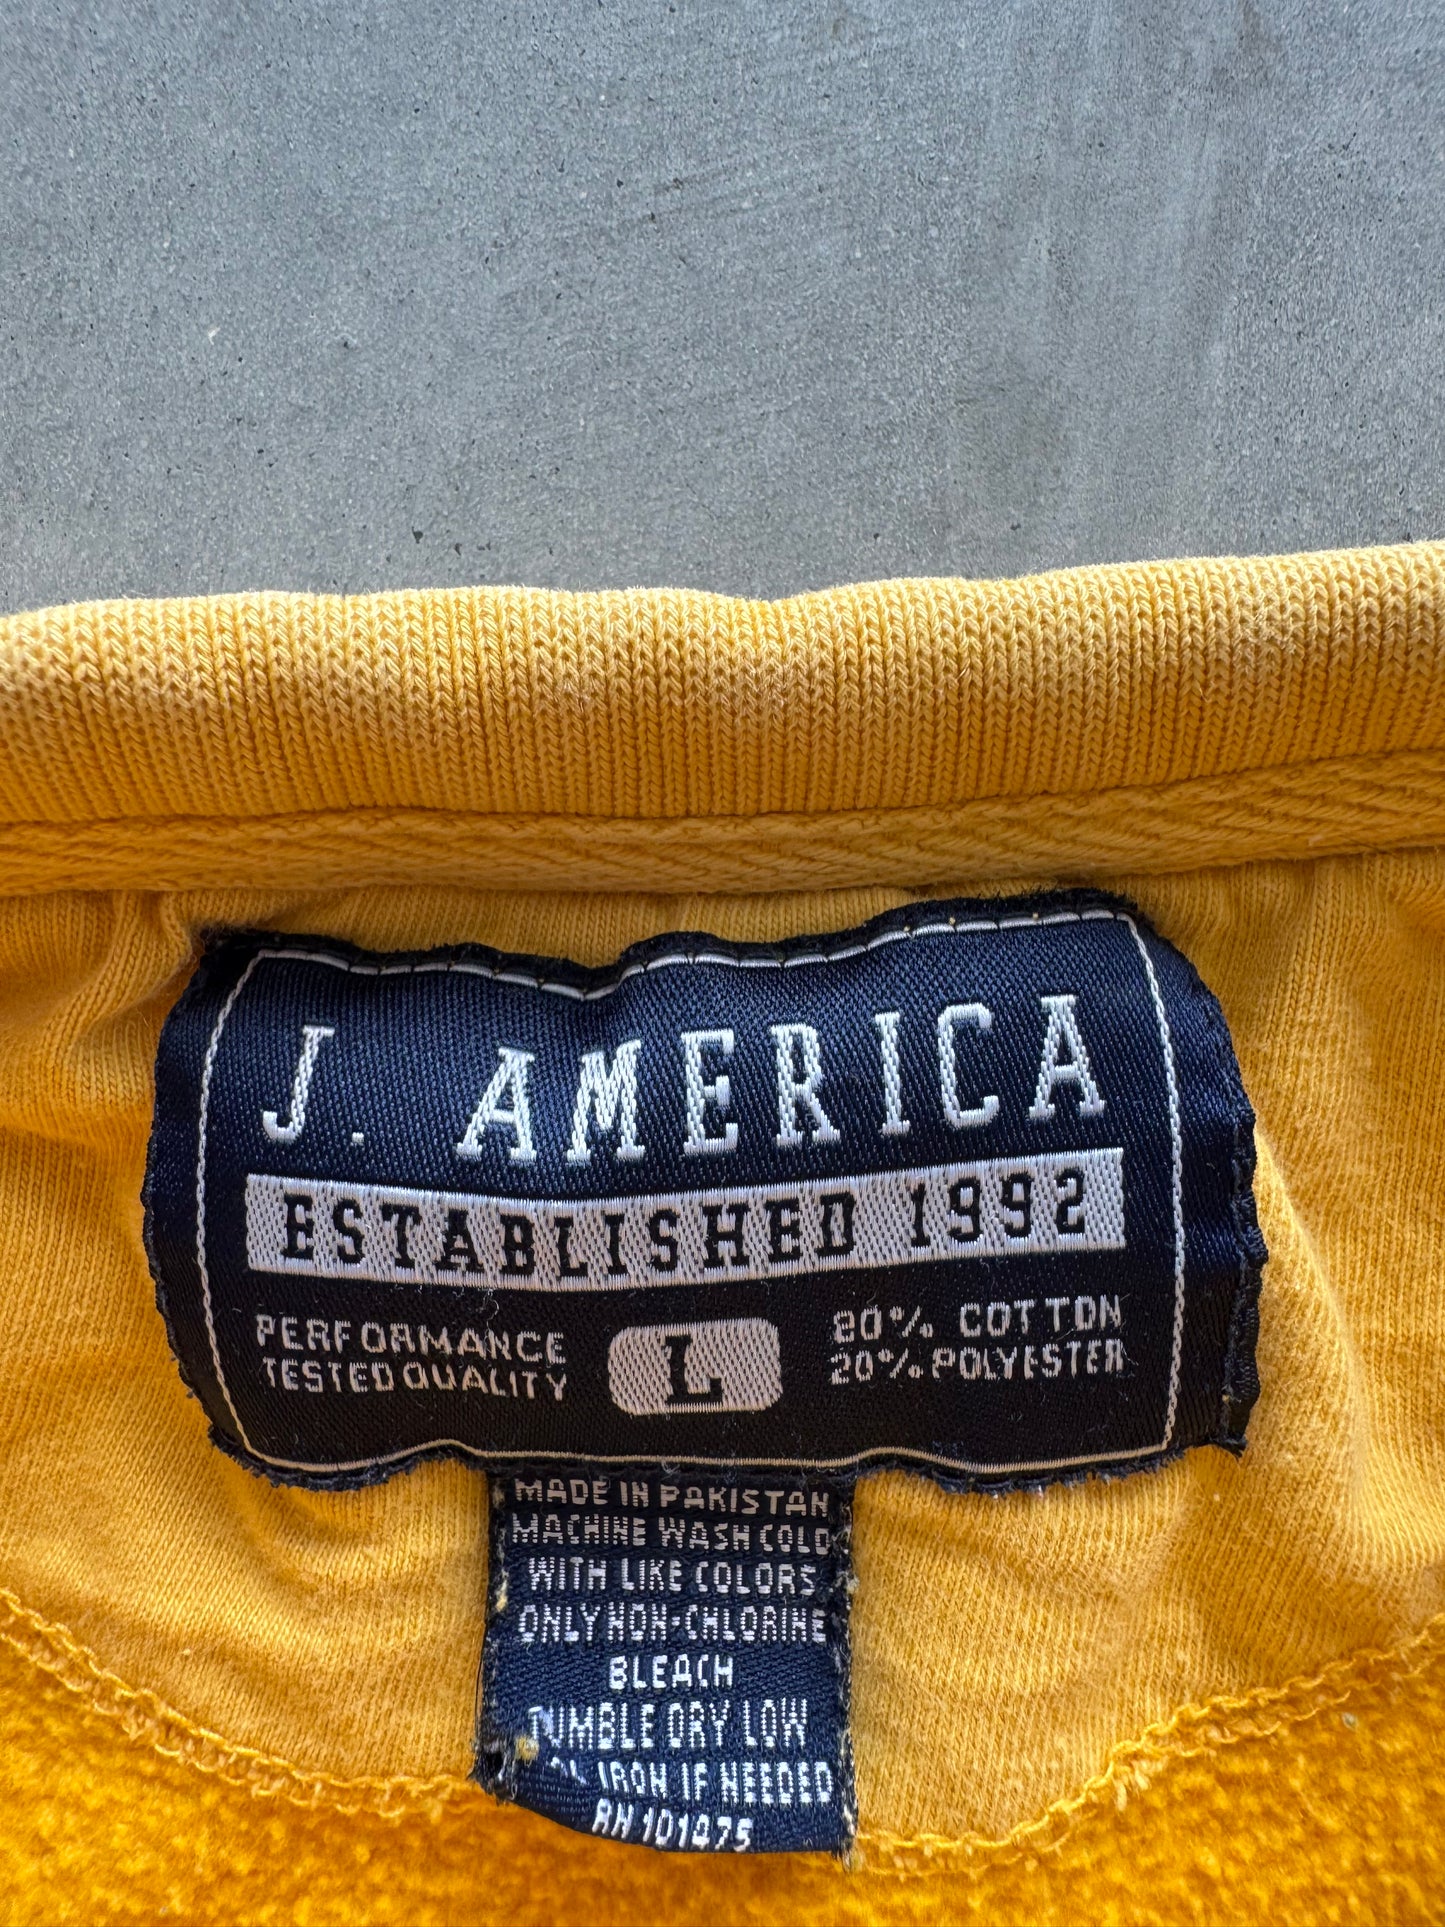 J. AMERICA
ESTABLISHED 1992
PERFORMANCE
TESTED QUALITY
L
80% COTTON
20% POLYESTER
MADE IN PAKISTAN
MACHINE WASH COLD
WITH LIKE COLORS
ONLY NON-CHLORINE
BLEACH
TUMBLE DRY LOW
IRON IF NEEDED
RN 101475